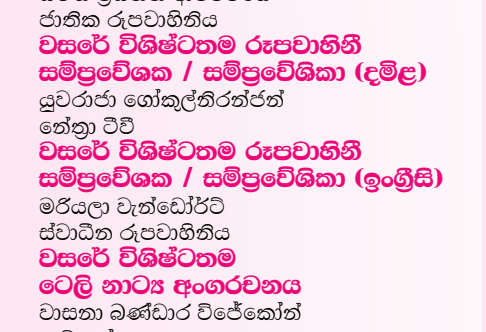 ජාතික රූපවාහිනිය
වසරේ විශිෂ්ටතම රූපවාහිනී
සම්ප්‍රවේශක / සම්ප්‍රවේශිකා (දමිළ)
යුවරාජා ගෝකුල්නිරන්ජන්
නේත්‍රා ටීවී
වසරේ විශිෂ්ටතම රූපවාහිනී
සම්ප්‍රවේශක / සම්ප්‍රවේශිකා (ඉංග්‍රීසි)
මරියලා වැන්ඩෝර්ට්
ස්වාධීන රූපවාහිනිය
වසරේ විශිෂ්ටතම
ටෙලි නාට්‍ය අංගරචනය
වාසනා බණ්ඩාර විජේකෝන්